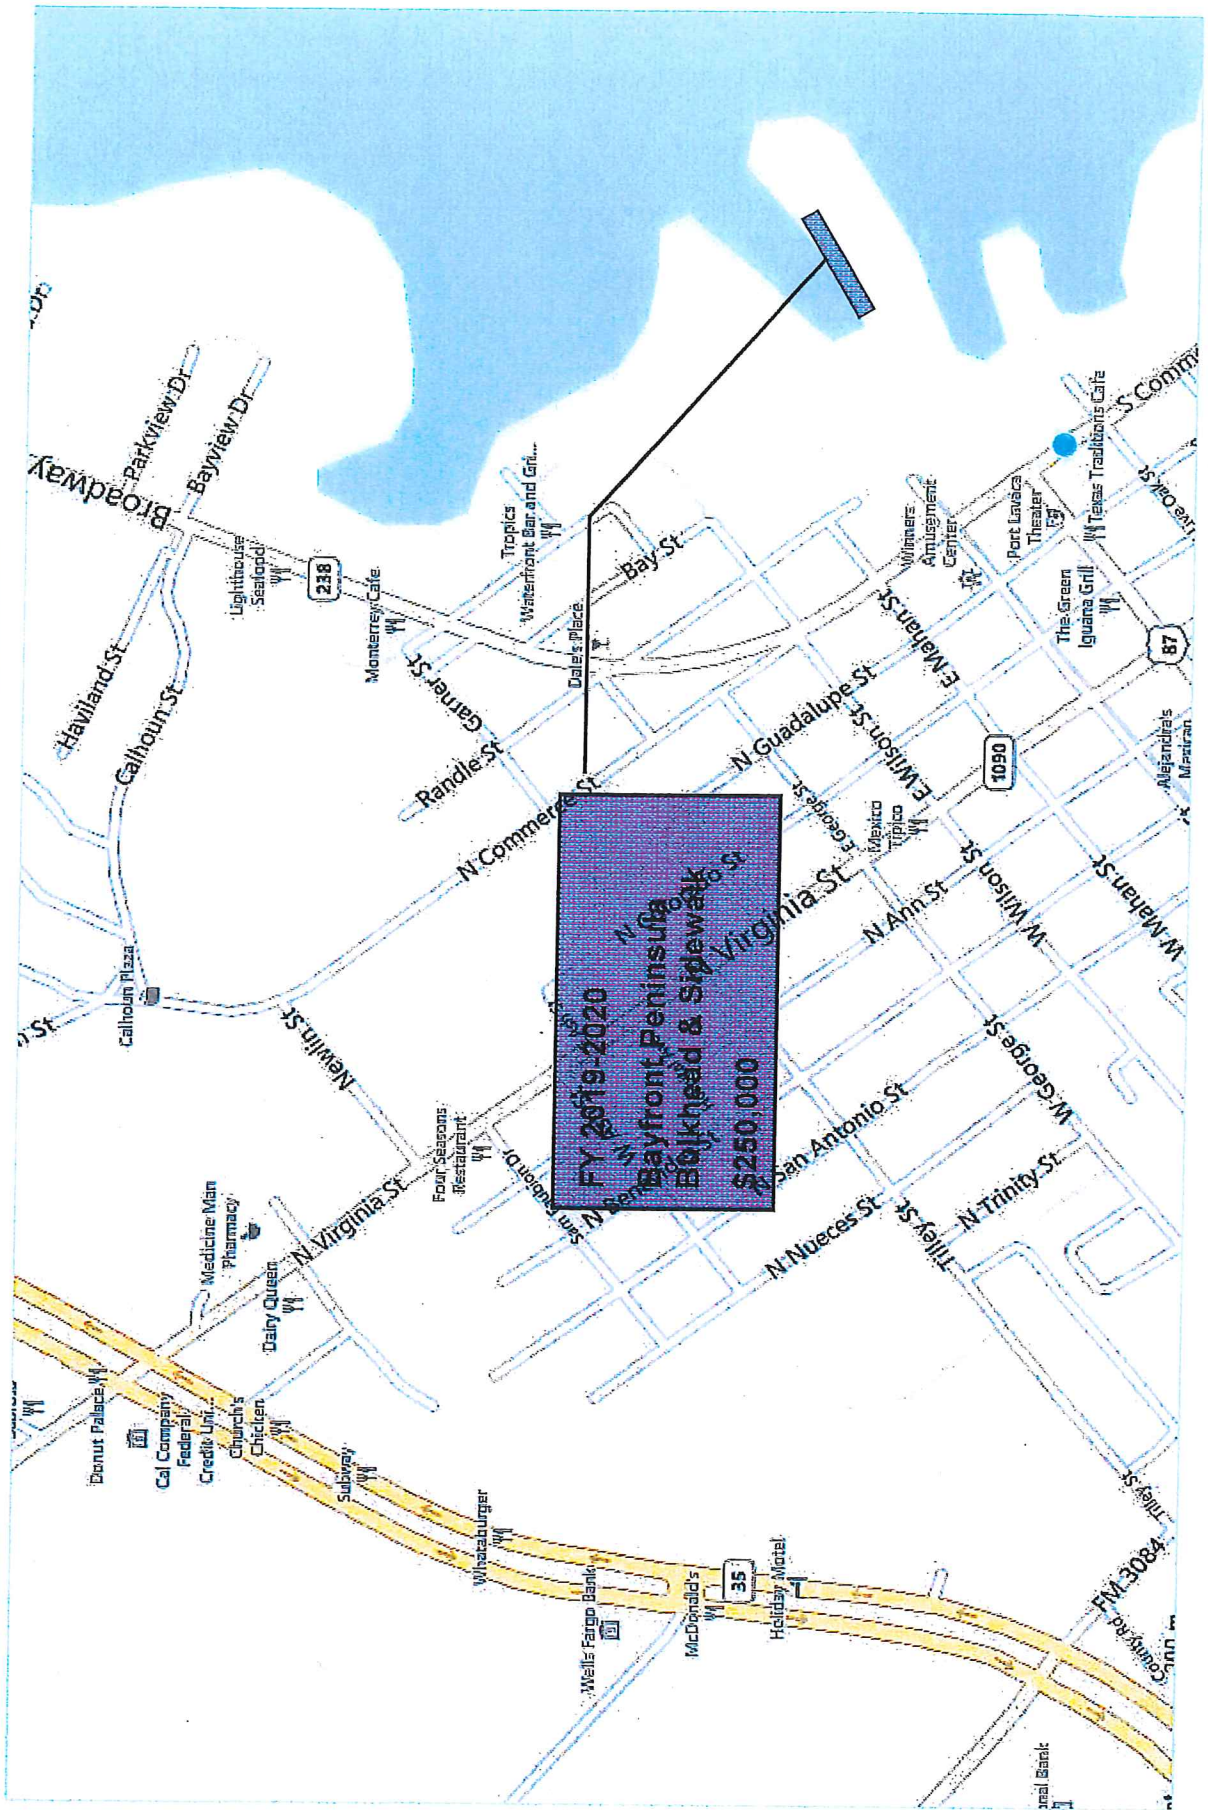 FY 2019-2020
Bayfront Peninsula
Bulkhead & Sidewalk
$250,000
Broadway
Parkview Dr
Bayview Dr
Haviland St
Calhoun St
Lighthouse
Seafood
238
Monterrey Cafe
Tropics
Waterfront Bar and Gri...
Bay St
Dale's Place
Garner St
Randle St
N Commerce St
N Guadalupe St
E Mahan St
E Wilson St
E George St
Winners
Amusement
Center
Port Lavaca
Theater
Texas Traditions Cafe
S Comm
Live Oak St
The Green
Iguana Grill
87
1090
Alejandra's
Mexican
Mexico
Tipico
N Virginia St
N Ann St
W Wilson St
W Mahan St
W George St
N San Antonio St
N Nueces St
N Trinity St
Tilley St
Tilley St
Calhoun Plaza
Newlin St
Four Seasons
Restaurant
N Virginia St
Medicine Man
Pharmacy
Dairy Queen
Donut Palace
Cal Company
Federal
Credit Uni...
Church's
Chicken
Subway
Whataburger
Wells Fargo Bank
McDonald's
35
Holiday Motel
FM 3084
County Rd